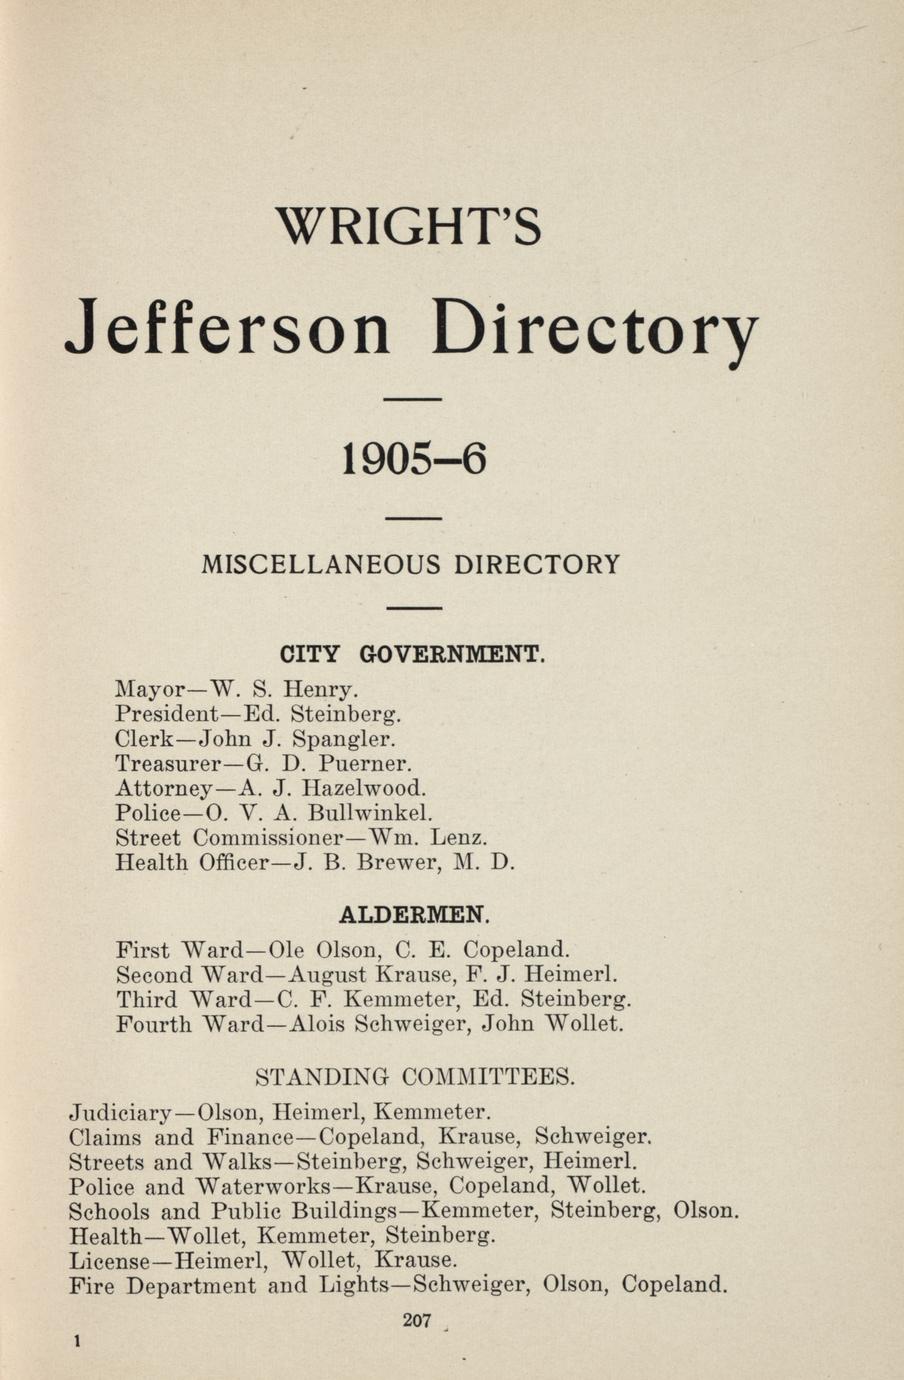 WRIGHT'S
Jefferson Directory
1905–6
MISCELLANEOUS DIRECTORY
CITY GOVERNMENT.
Mayor—W. S. Henry.
President—Ed. Steinberg.
Clerk—John J. Spangler.
Treasurer—G. D. Puerner.
Attorney—A. J. Hazelwood.
Police—O. V. A. Bullwinkel.
Street Commissioner—Wm. Lenz.
Health Officer—J. B. Brewer, M. D.
ALDERMEN.
First Ward—Ole Olson, C. E. Copeland.
Second Ward—August Krause, F. J. Heimerl.
Third Ward—C. F. Kemmeter, Ed. Steinberg.
Fourth Ward—Alois Schweiger, John Wollet.
STANDING COMMITTEES.
Judiciary—Olson, Heimerl, Kemmeter.
Claims and Finance—Copeland, Krause, Schweiger.
Streets and Walks—Steinberg, Schweiger, Heimerl.
Police and Waterworks—Krause, Copeland, Wollet.
Schools and Public Buildings—Kemmeter, Steinberg, Olson.
Health—Wollet, Kemmeter, Steinberg.
License—Heimerl, Wollet, Krause.
Fire Department and Lights—Schweiger, Olson, Copeland.
207
1